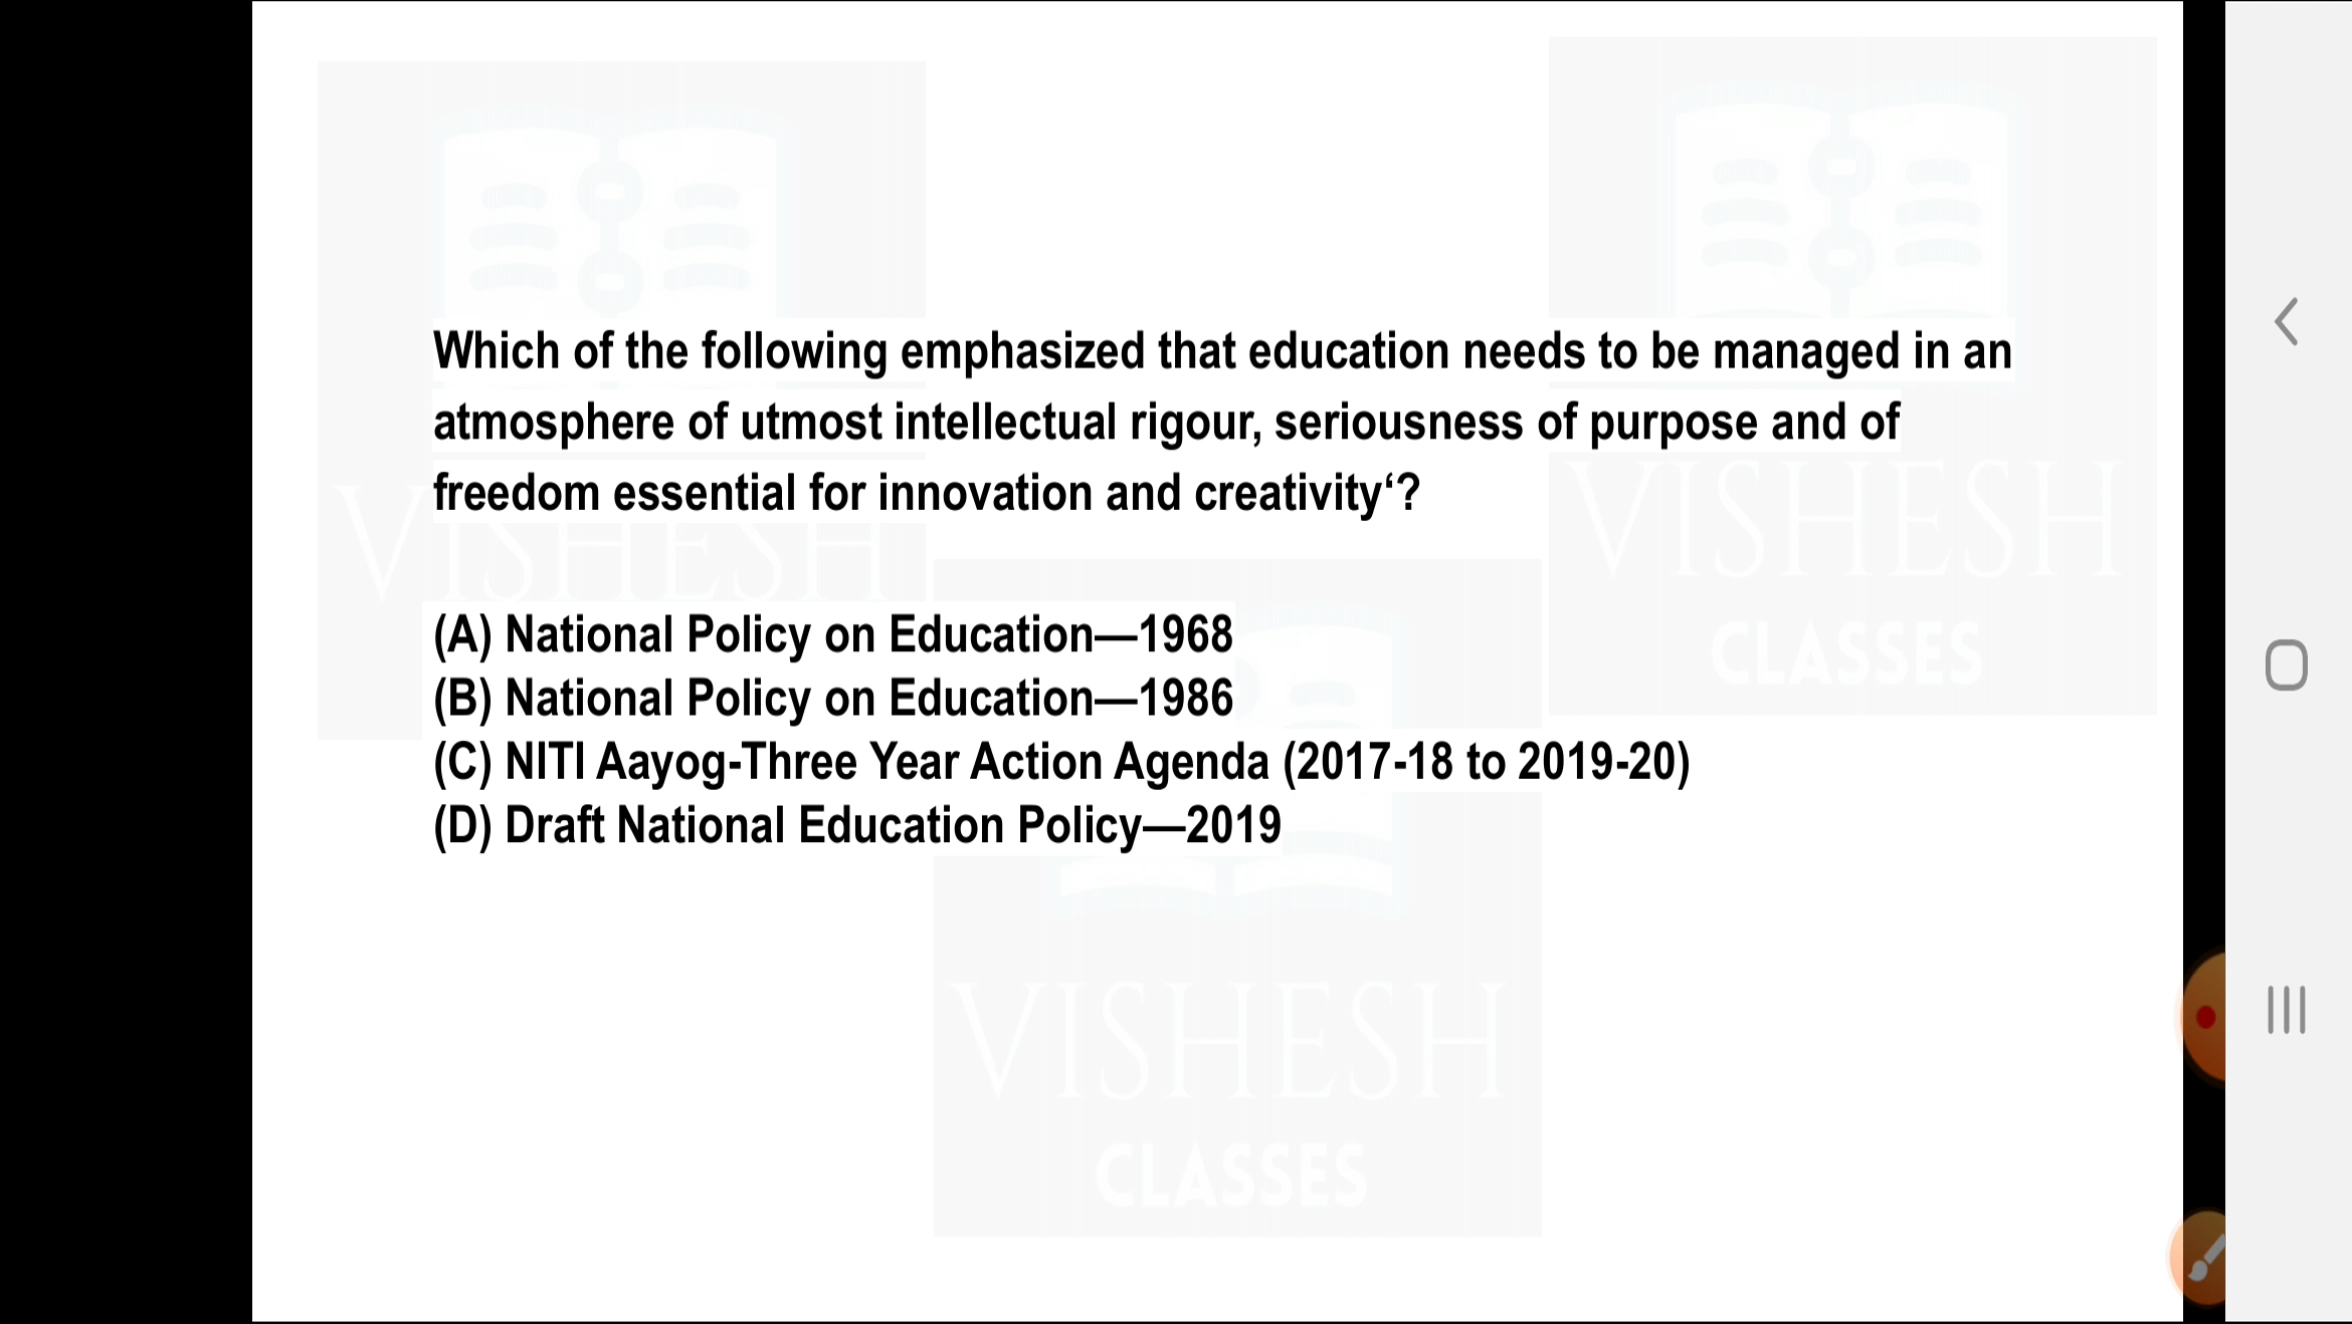 Which of the following emphasized that education needs to be managed in an
atmosphere of utmost intellectual rigour, seriousness of purpose and of
freedom essential for innovation and creativity‘?
(A) National Policy on Education—1968
(B) National Policy on Education—1986
(C) NITI Aayog-Three Year Action Agenda (2017-18 to 2019-20)
(D) Draft National Education Policy—2019
VISHESH
VISHESH
CLASSES
VISHESH
CLASSES